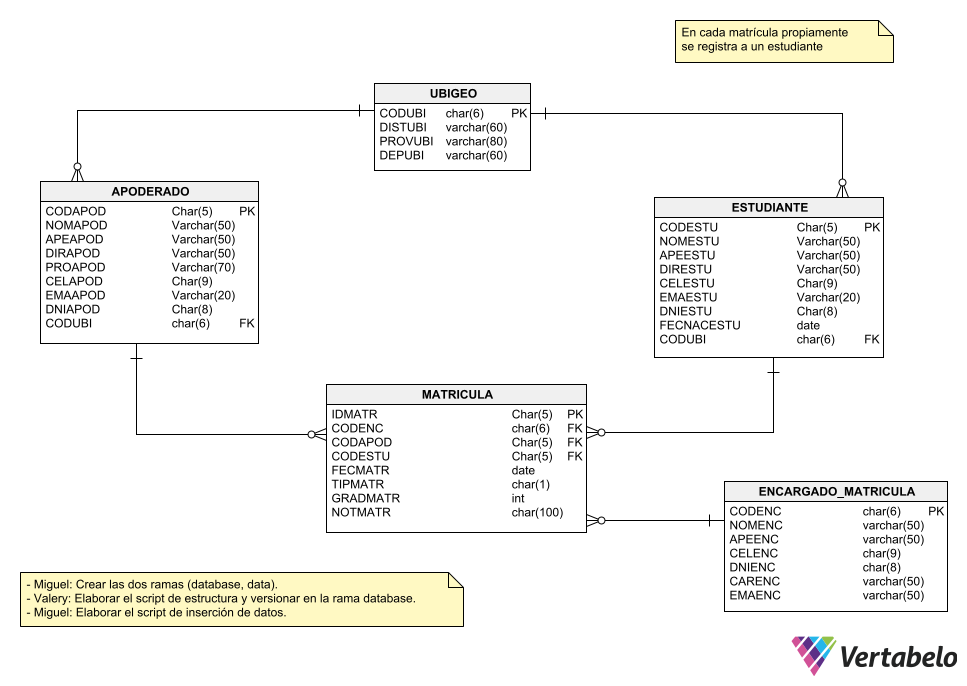 En cada matrícula propiamente
se registra a un estudiante
UBIGEO
CODUBI char(6) PK
DISTUBI varchar(60)
PROVUBI varchar(80)
DEPUBI varchar(60)
APODERADO
CODAPOD Char(5) PK
NOMAPOD Varchar(50)
APEAPOD Varchar(50)
DIRAPOD Varchar(50)
PROAPOD Varchar(70)
CELAPOD Char(9)
EMAAPOD Varchar(20)
DNIAPOD Char(8)
CODUBI char(6) FK
ESTUDIANTE
CODESTU Char(5) PK
NOMESTU Varchar(50)
APEESTU Varchar(50)
DIRESTU Varchar(50)
CELESTU Char(9)
EMAESTU Varchar(20)
DNIESTU Char(8)
FECNACESTU date
CODUBI char(6) FK
MATRICULA
IDMATR Char(5) PK
CODENC char(6) FK
CODAPOD Char(5) FK
CODESTU Char(5) FK
FECMATR date
TIPMATR char(1)
GRADMATR int
NOTMATR char(100)
ENCARGADO_MATRICULA
CODENC char(6) PK
NOMENC varchar(50)
APEENC varchar(50)
CELENC char(9)
DNIENC char(8)
CARENC varchar(50)
EMAENC varchar(50)
- Miguel: Crear las dos ramas (database, data).
- Valery: Elaborar el script de estructura y versionar en la rama database.
- Miguel: Elaborar el script de inserción de datos.
Vertabelo